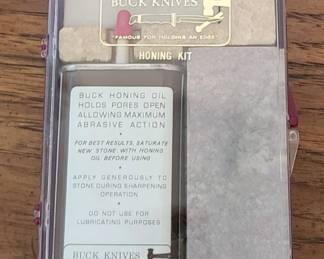 BUCK KNIVES
"FAMOUS FOR HOLDING AN EDGE"
HONING KIT
BUCK HONING OIL
HOLDS PORES OPEN
ALLOWING MAXIMUM
ABRASIVE ACTION
•
FOR BEST RESULTS, SATURATE
NEW STONE WITH HONING
OIL BEFORE USING
•
APPLY GENEROUSLY TO
STONE DURING SHARPENING
OPERATION
•
DO NOT USE FOR
LUBRICATING PURPOSES
BUCK KNIVES